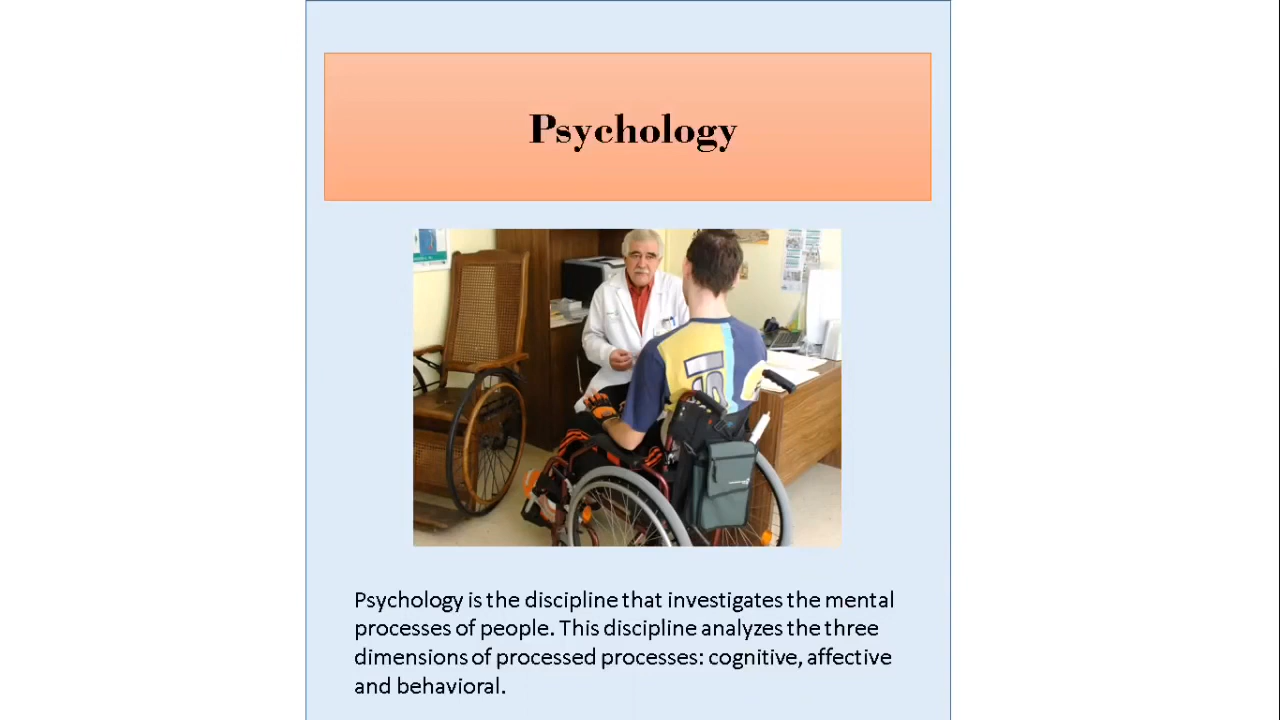 Psychology
Psychology is the discipline that investigates the mental
processes of people. This discipline analyzes the three
dimensions of processed processes: cognitive, affective
and behavioral.